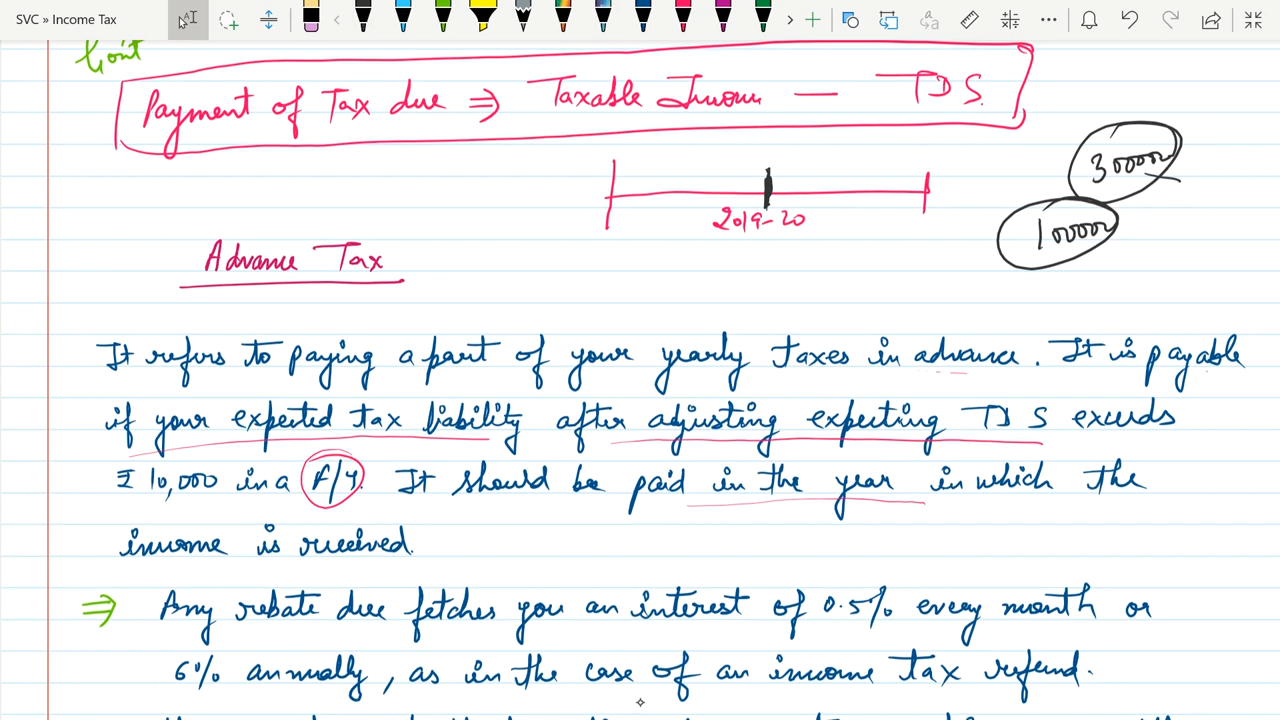 SVC » Income Tax
Gov't
Payment of Tax due ⇒ Taxable Income — TDS.
300000
2019-20
100000
Advance Tax
It refers to paying a part of your yearly taxes in advance. It is payable
if your expected tax liability after adjusting expecting TDS exceeds
₹ 10,000 in a F/Y. It should be paid in the year in which the
income is received.
⇒ Any rebate due fetches you an interest of 0.5% every month or
6% annually, as in the case of an income tax refund.